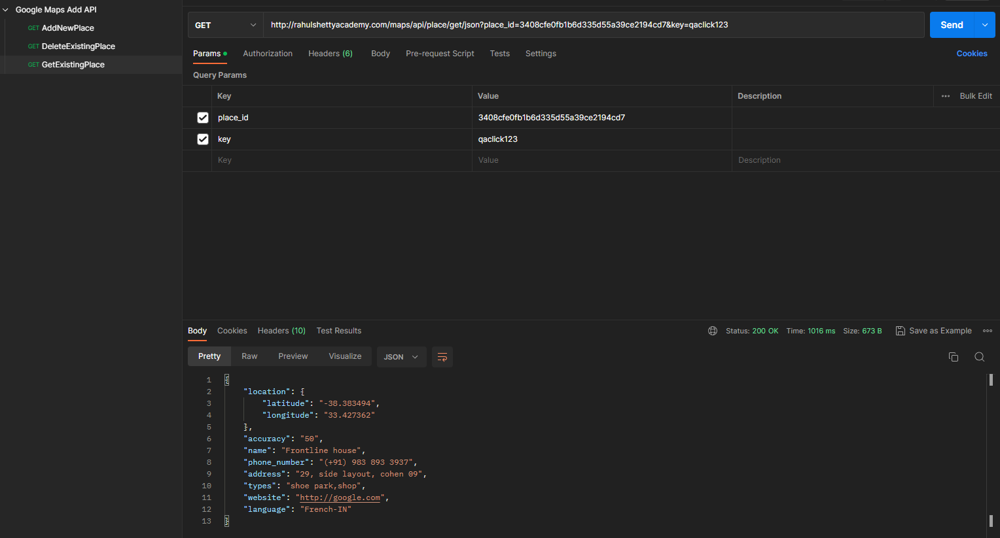 Google Maps Add API
GET AddNewPlace
GET DeleteExistingPlace
GET GetExistingPlace
GET http://rahulshettyacademy.com/maps/api/place/get/json?place_id=3408cfe0fb1b6d335d55a39ce2194cd7&key=qaclick123 Send
Params Authorization Headers (6) Body Pre-request Script Tests Settings Cookies
Query Params
Key Value Description ... Bulk Edit
place_id 3408cfe0fb1b6d335d55a39ce2194cd7
key qaclick123
Key Value Description
Body Cookies Headers (10) Test Results Status: 200 OK Time: 1016 ms Size: 673 B Save as Example
Pretty Raw Preview Visualize JSON
1 {
2 "location": {
3 "latitude": "-38.383494",
4 "longitude": "33.427362"
5 },
6 "accuracy": "50",
7 "name": "Frontline house",
8 "phone_number": "(+91) 983 893 3937",
9 "address": "29, side layout, cohen 09",
10 "types": "shoe park,shop",
11 "website": "http://google.com",
12 "language": "French-IN"
13 }